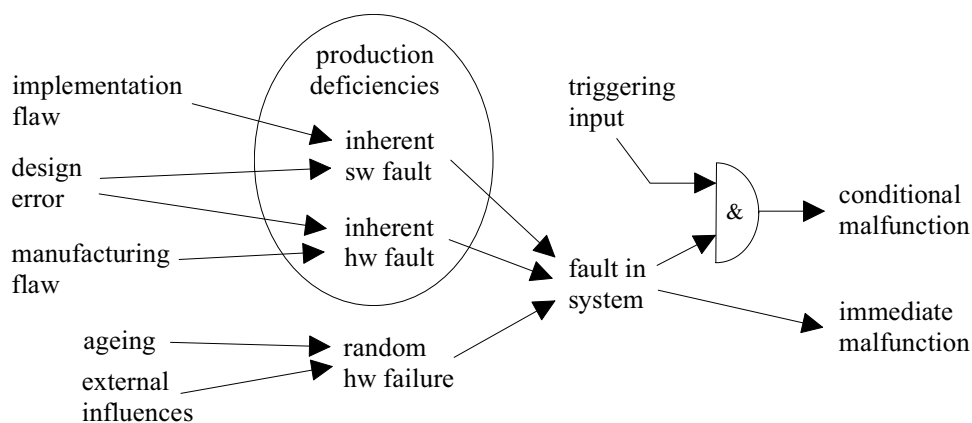 production
deficiencies
implementation
flaw
triggering
input
inherent
sw fault
design
error
conditional
malfunction
&
inherent
hw fault
manufacturing
flaw
fault in
system
immediate
malfunction
ageing
random
hw failure
external
influences